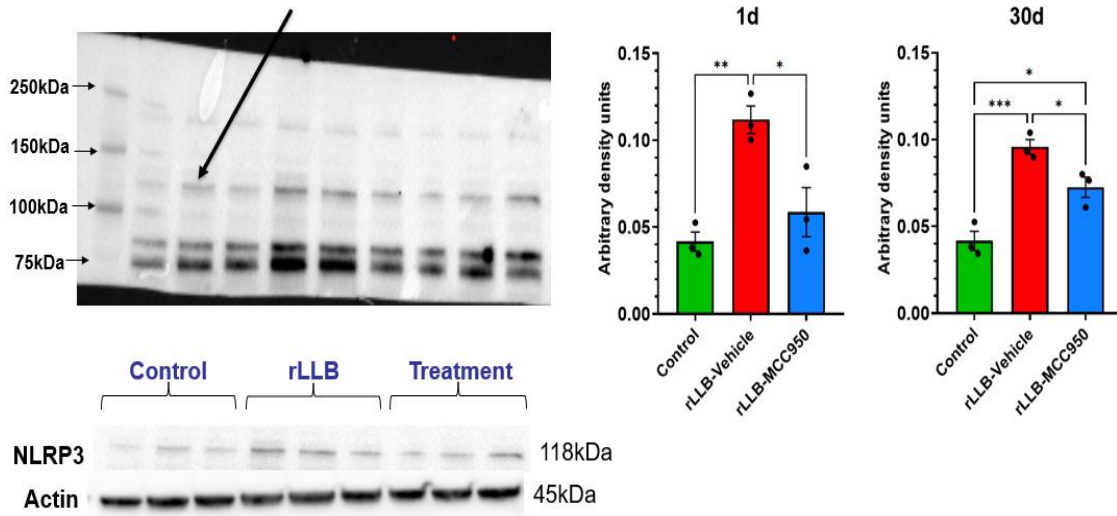 250kDa
150kDa
100kDa
75kDa
Control rLLB Treatment
NLRP3 118kDa
Actin 45kDa
1d
Arbitrary density units
0.15
0.10
0.05
0.00
** *
Control
rLLB-Vehicle
rLLB-MCC950
30d
Arbitrary density units
0.15
0.10
0.05
0.00
*
*** *
Control
rLLB-Vehicle
rLLB-MCC950